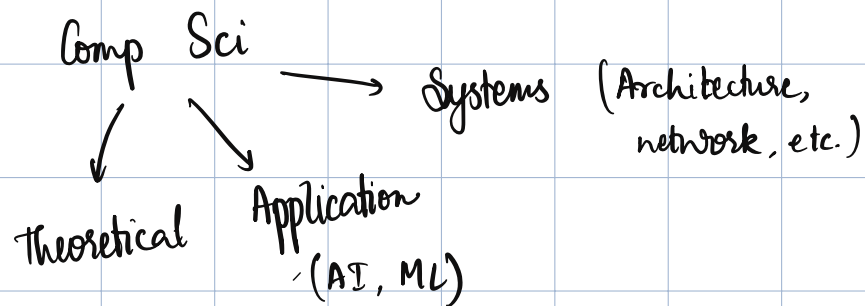 Comp Sci
Systems (Architecture,
network, etc.)
Theoretical
Application
(AI, ML)